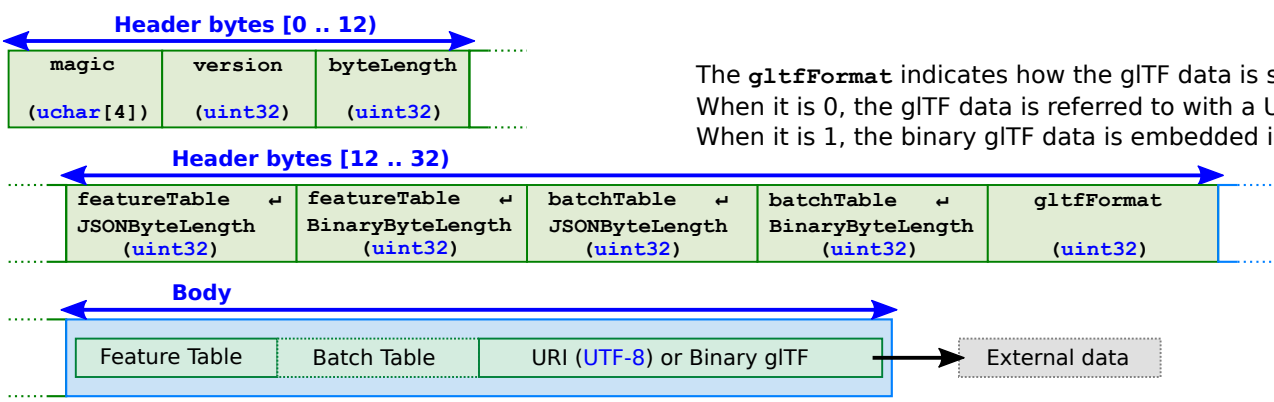 Header bytes [0 .. 12)
magic version byteLength
(uchar[4]) (uint32) (uint32)
The gltfFormat indicates how the glTF data is
When it is 0, the glTF data is referred to with a
When it is 1, the binary glTF data is embedded
Header bytes [12 .. 32)
featureTable ↵ featureTable ↵ batchTable ↵ batchTable ↵ gltfFormat
JSONByteLength BinaryByteLength JSONByteLength BinaryByteLength
(uint32) (uint32) (uint32) (uint32) (uint32)
Body
Feature Table Batch Table URI (UTF-8) or Binary glTF External data